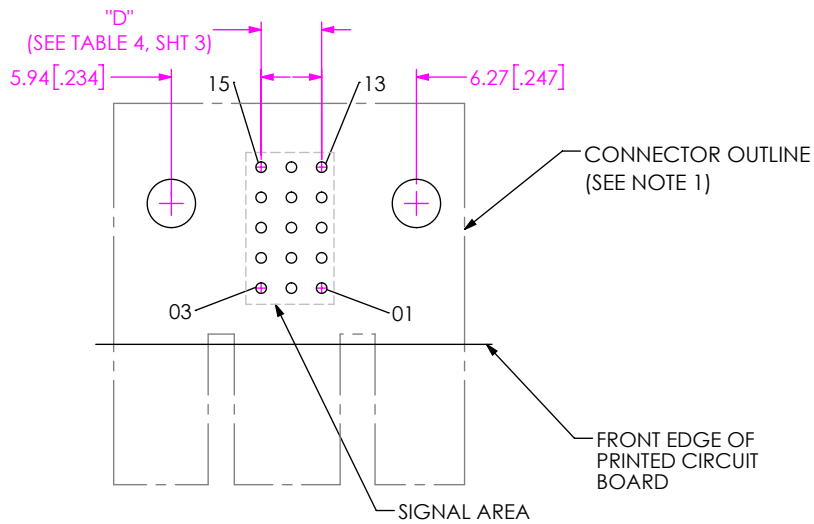 "D"
(SEE TABLE 4, SHT 3)
5.94[.234]
6.27[.247]
15
13
CONNECTOR OUTLINE
(SEE NOTE 1)
03
01
FRONT EDGE OF
PRINTED CIRCUIT
BOARD
SIGNAL AREA